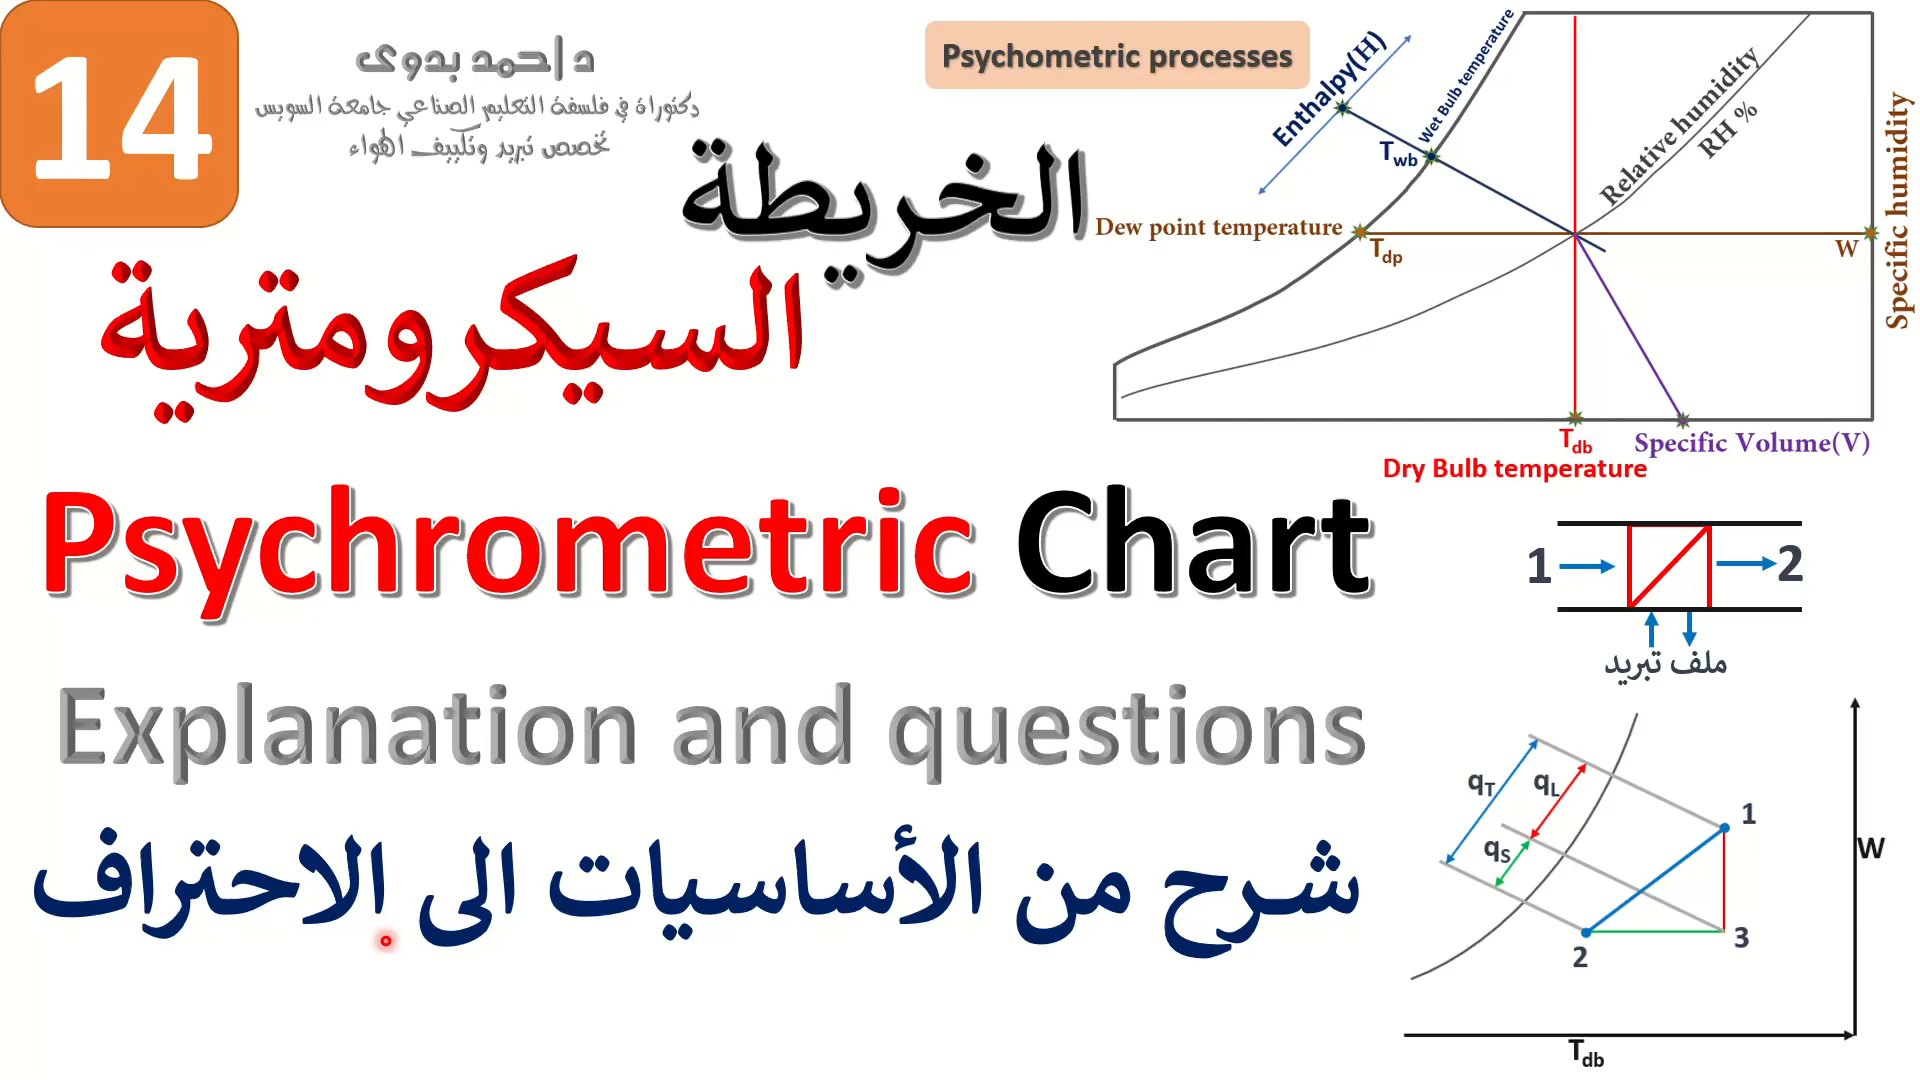 14
د/احمد بدوى
دكتوراة في فلسفة التعليم الصناعي جامعة السويس
تخصص تبريد وتكييف الهواء
الخريطة
السيكرومترية
Psychrometric Chart
Explanation and questions
شرح من الأساسيات الى الاحتراف
Psychometric processes
Enthalpy(H)
Wet Bulb temperature
Twb
Relative humidity
RH %
Specific humidity
Dew point temperature
Tdp
W
Tdb
Specific Volume(V)
Dry Bulb temperature
1
2
ملف تبريد
qT
qL
qS
1
W
3
2
Tdb